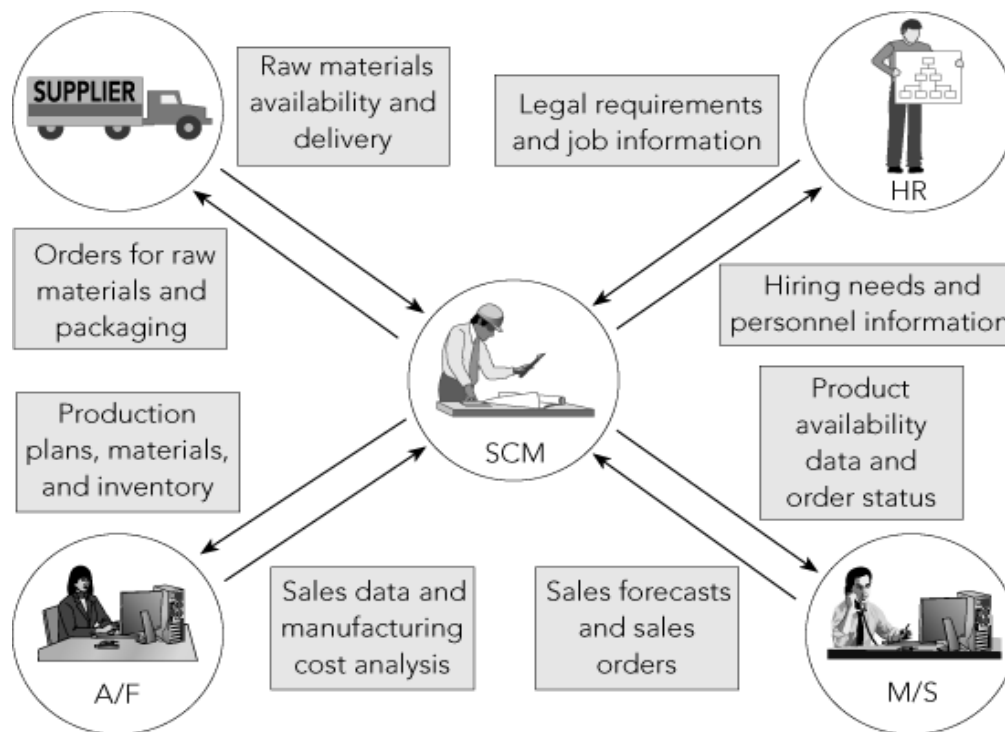 SUPPLIER
Raw materials
availability and
delivery
Legal requirements
and job information
HR
Orders for raw
materials and
packaging
Hiring needs and
personnel information
SCM
Production
plans, materials,
and inventory
Product
availability
data and
order status
A/F
Sales data and
manufacturing
cost analysis
Sales forecasts
and sales
orders
M/S